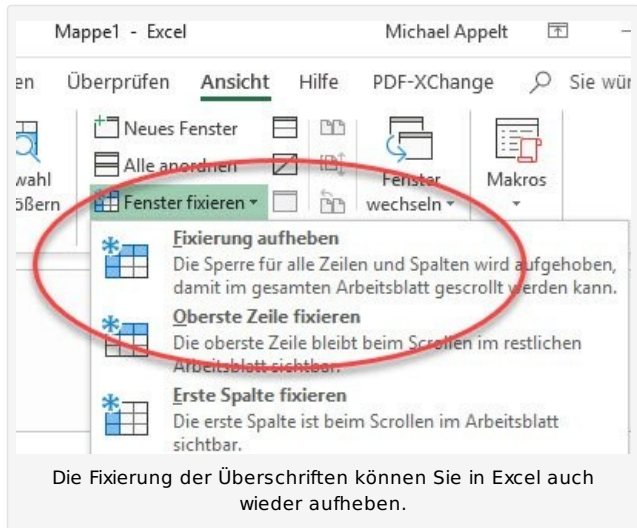 Mappe1 - Excel Michael Appelt
en Überprüfen Ansicht Hilfe PDF-XChange Sie wür
Neues Fenster
Alle anordnen
wahl
ößern
Fenster fixieren
Fenster
wechseln
Makros
Fixierung aufheben
Die Sperre für alle Zeilen und Spalten wird aufgehoben,
damit im gesamten Arbeitsblatt gescrollt werden kann.
Oberste Zeile fixieren
Die oberste Zeile bleibt beim Scrollen im restlichen
Arbeitsblatt sichtbar.
Erste Spalte fixieren
Die erste Spalte ist beim Scrollen im Arbeitsblatt
sichtbar.
Die Fixierung der Überschriften können Sie in Excel auch
wieder aufheben.